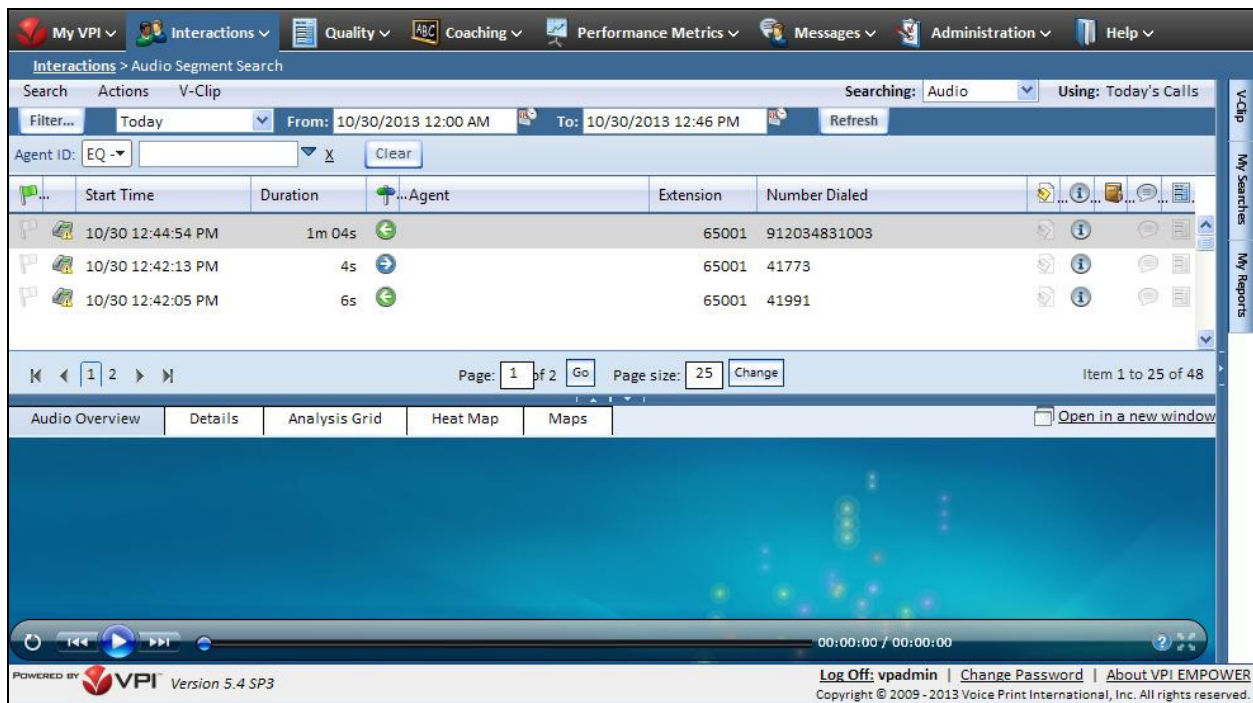 My VPI Interactions Quality ABC Coaching Performance Metrics Messages Administration Help
Interactions > Audio Segment Search
Search Actions V-Clip Searching: Audio Using: Today's Calls
Filter... Today From: 10/30/2013 12:00 AM To: 10/30/2013 12:46 PM Refresh
Agent ID: EQ - X Clear
... Start Time Duration ... Agent Extension Number Dialed ... ... ... ...
10/30 12:44:54 PM 1m 04s 65001 912034831003
10/30 12:42:13 PM 4s 65001 41773
10/30 12:42:05 PM 6s 65001 41991
1 2 Page: 1 of 2 Go Page size: 25 Change Item 1 to 25 of 48
Audio Overview Details Analysis Grid Heat Map Maps Open in a new window
00:00:00 / 00:00:00 ?
POWERED BY VPI Version 5.4 SP3
Log Off: vpadmin | Change Password | About VPI EMPOWER
Copyright © 2009 - 2013 Voice Print International, Inc. All rights reserved.
V-Clip
My Searches
My Reports